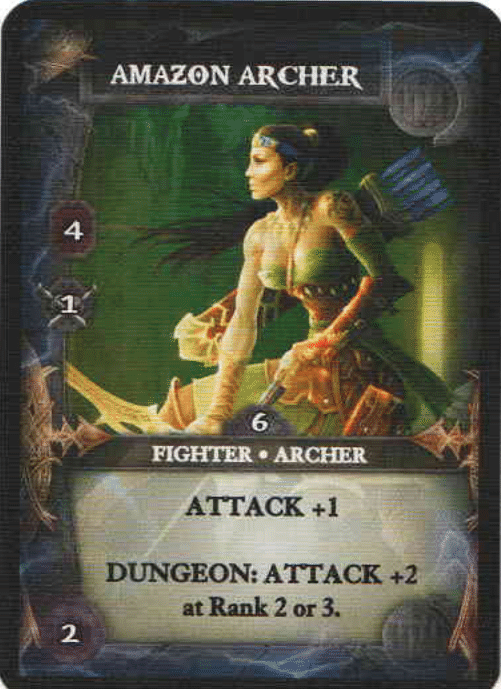 AMAZON ARCHER
4
1
6
FIGHTER • ARCHER
ATTACK +1
DUNGEON: ATTACK +2
at Rank 2 or 3.
2